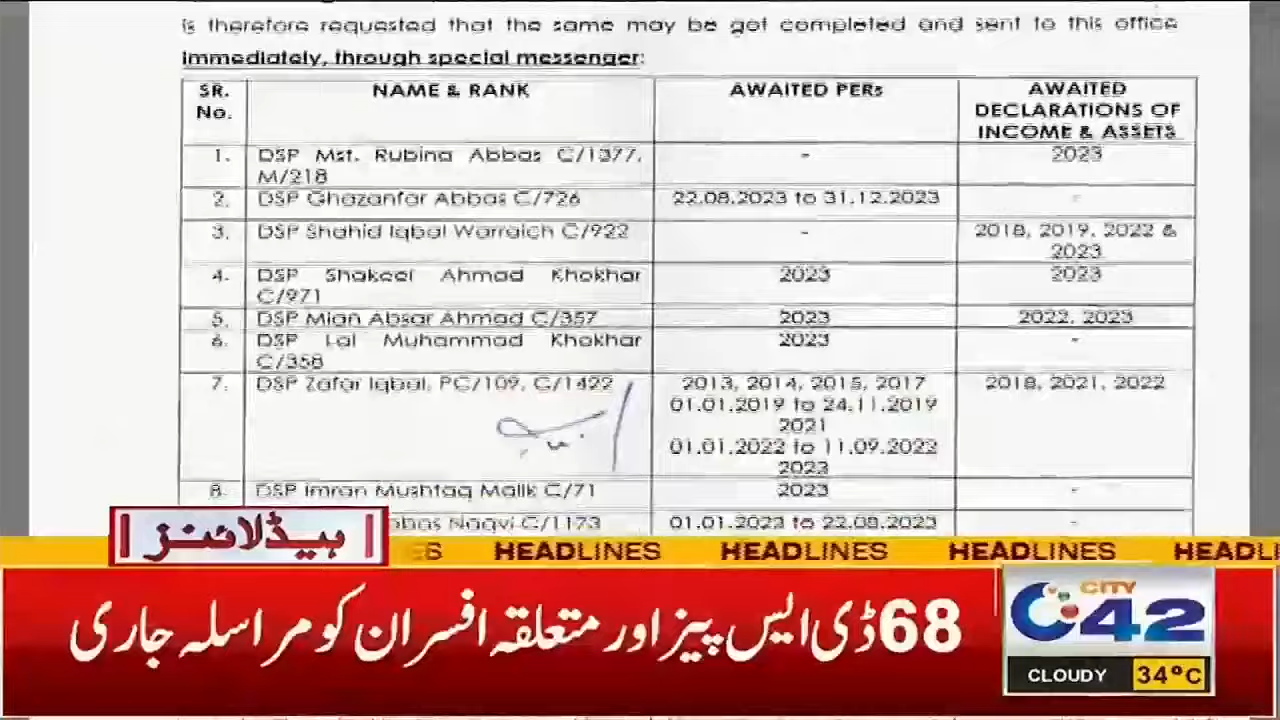 is therefore requested that the same may be got completed and sent to this office
immediately, through special messenger:
SR. No. NAME & RANK AWAITED PERs AWAITED DECLARATIONS OF INCOME & ASSETS
1. DSP Mst. Rubina Abbas C/1377, M/218 - 2023
2. DSP Ghazanfar Abbas C/726 22.08.2023 to 31.12.2023 -
3. DSP Shahid Iqbal Warraich C/922 - 2018, 2019, 2022 & 2023
4. DSP Shakeel Ahmad Khokhar C/971 2023 2023
5. DSP Mian Absar Ahmad C/357 2023 2022, 2023
6. DSP Lal Muhammad Khokhar C/358 2023 -
7. DSP Zafar Iqbal, PC/109, C/1422 2013, 2014, 2015, 2017 2018, 2021, 2022
01.01.2019 to 24.11.2019
2021
01.01.2022 to 11.09.2022
2023
8. DSP Imran Mushtaq Malik C/71 2023 -
Naqvi C/1173 01.01.2023 to 22.08.2023 -
ہیڈلائنز
HEADLINES HEADLINES HEADLINES
68 ڈی ایس پیز اور متعلقہ افسران کو مراسلہ جاری
CITY 42
CLOUDY 34°C